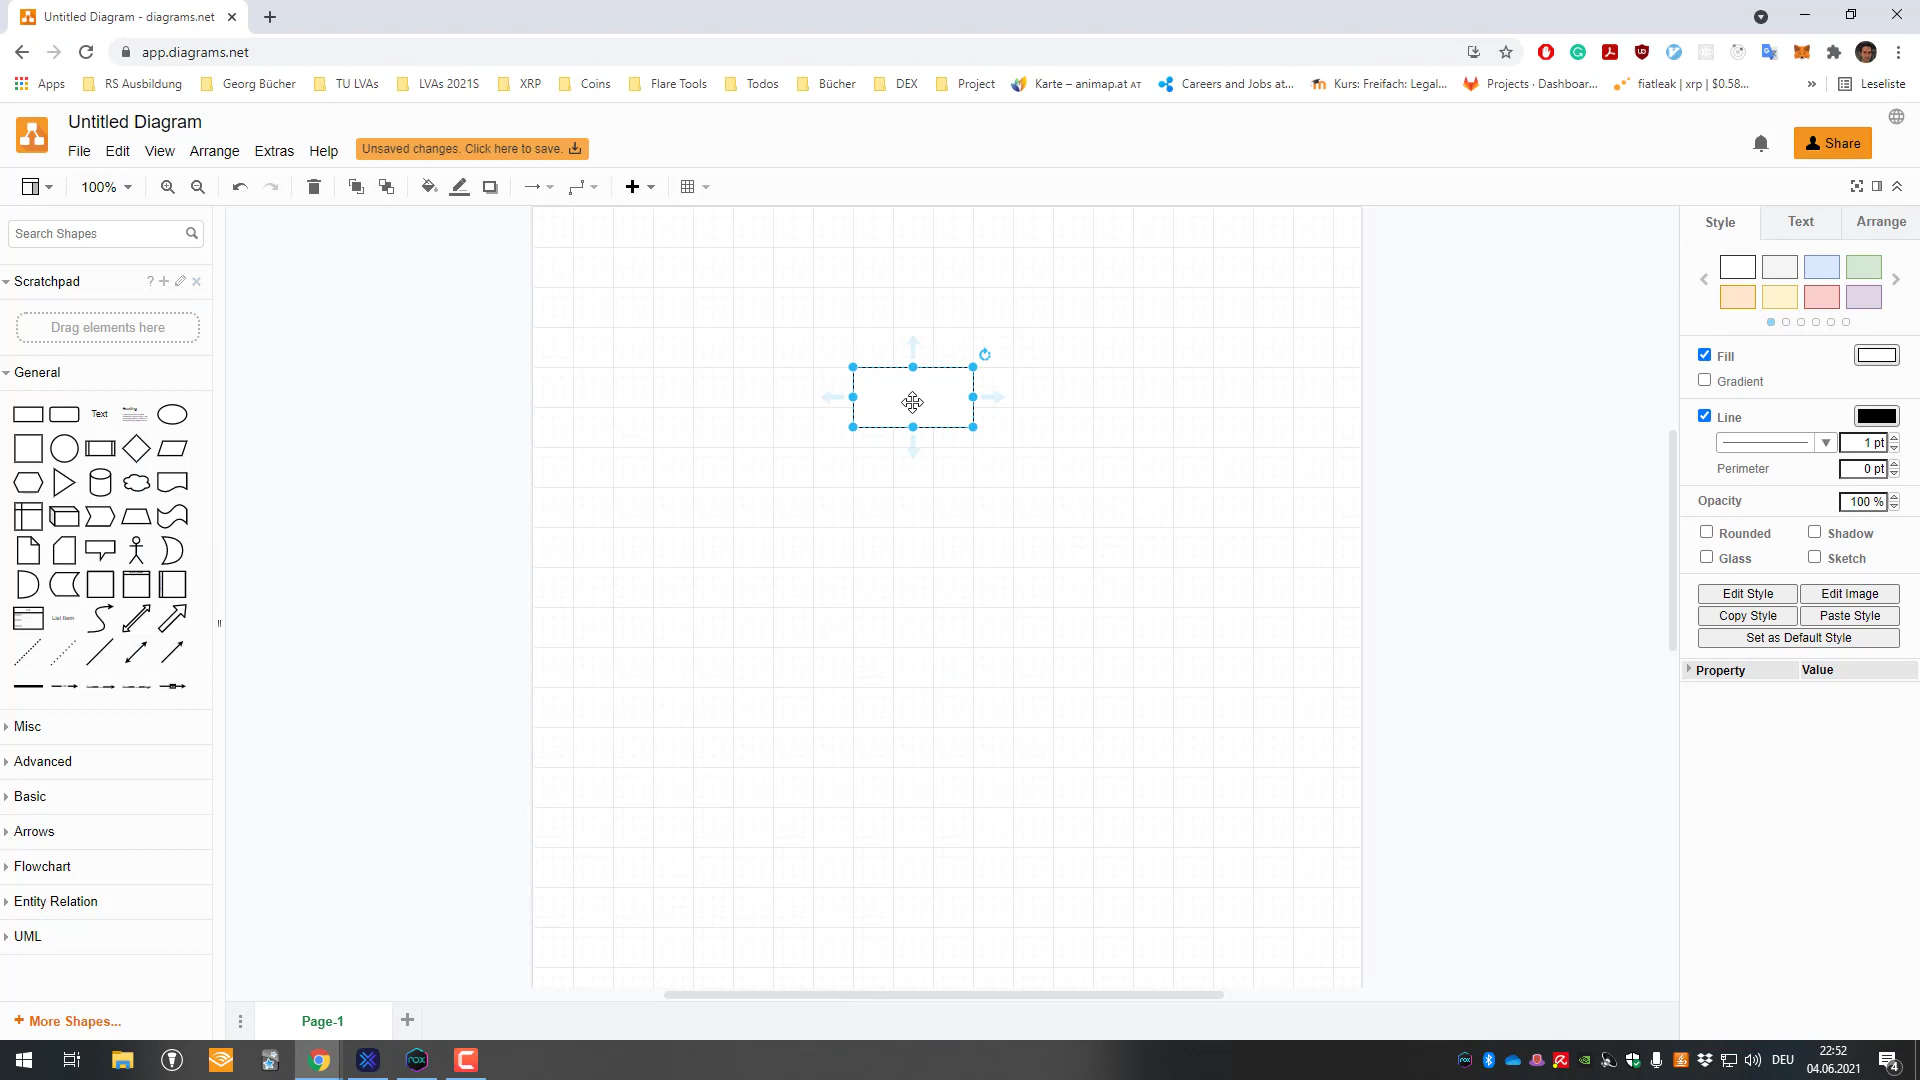 Untitled Diagram - diagrams.net
app.diagrams.net
Apps RS Ausbildung Georg Bücher TU LVAs LVAs 2021S XRP Coins Flare Tools Todos Bücher DEX Project Karte – animap.at AT Careers and Jobs at... Kurs: Freifach: Legal... Projects · Dashboar... fiatleak | xrp | $0.58... » Leseliste
Untitled Diagram
File Edit View Arrange Extras Help Unsaved changes. Click here to save. Share
100%
Search Shapes Style Text Arrange
Scratchpad ?
Drag elements here
General
Fill
Gradient
Text Heading
Line
1 pt
Perimeter 0 pt
Opacity 100 %
Rounded Shadow
Glass Sketch
Edit Style Edit Image
Copy Style Paste Style
List Item
Set as Default Style
Property Value
Misc
Advanced
Basic
Arrows
Flowchart
Entity Relation
UML
+ More Shapes... Page-1
DEU 22:52
04.06.2021 4